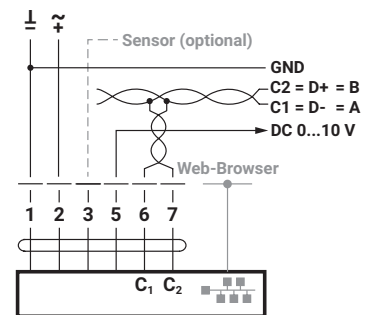 ⊥ ~
– +
Sensor (optional)
GND
C2 = D+ = B
C1 = D- = A
DC 0...10 V
Web-Browser
1 2 3 5 6 7
C₁ C₂